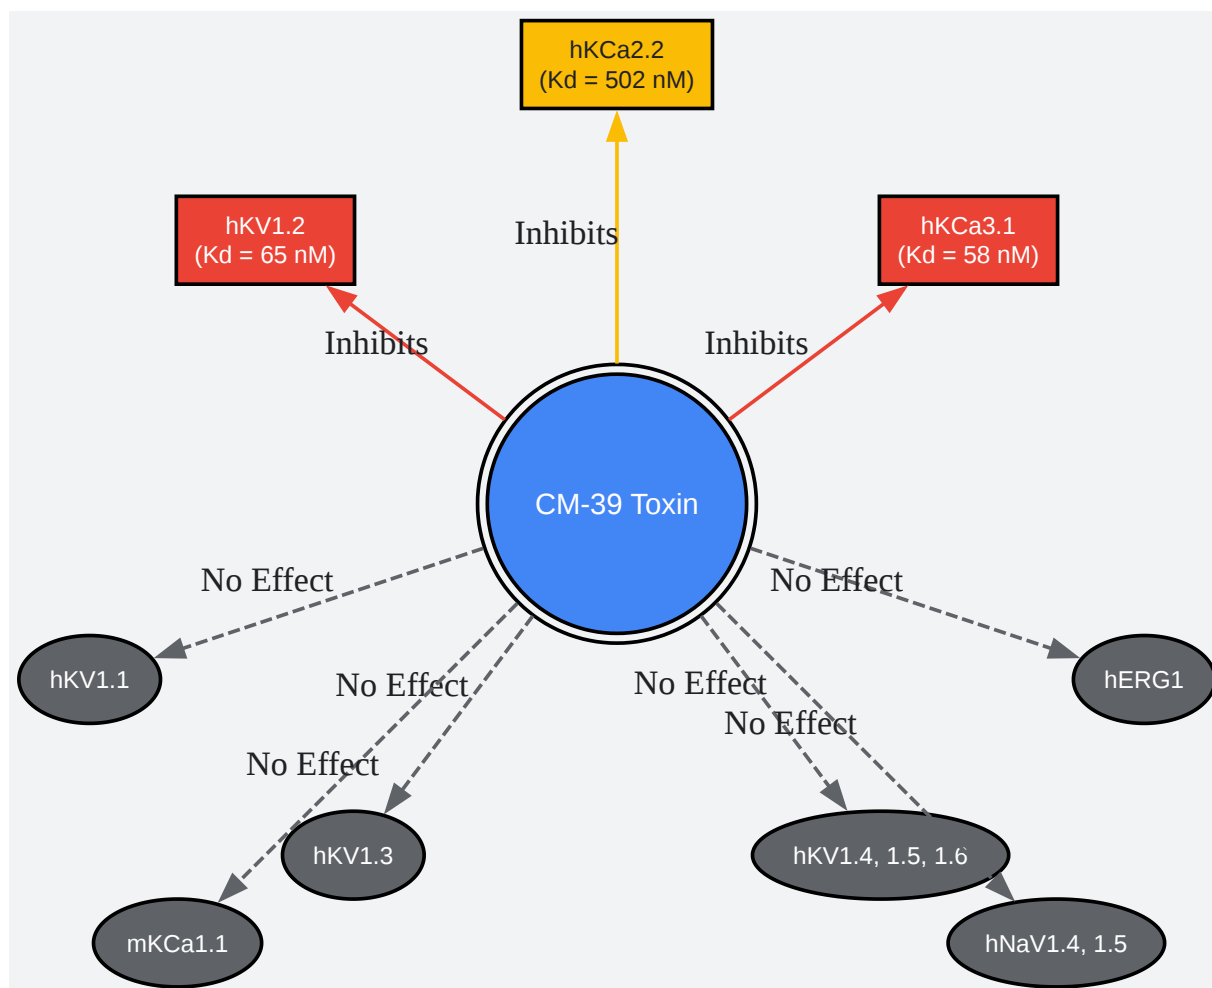 hKCa2.2
(Kd = 502 nM)
hKV1.2
(Kd = 65 nM)
hKCa3.1
(Kd = 58 nM)
Inhibits
Inhibits
Inhibits
CM-39 Toxin
No Effect
No Effect
hKV1.1
No Effect
No Effect
hERG1
No Effect
No Effect
hKV1.3
hKV1.4, 1.5, 1.6
mKCa1.1
hNaV1.4, 1.5